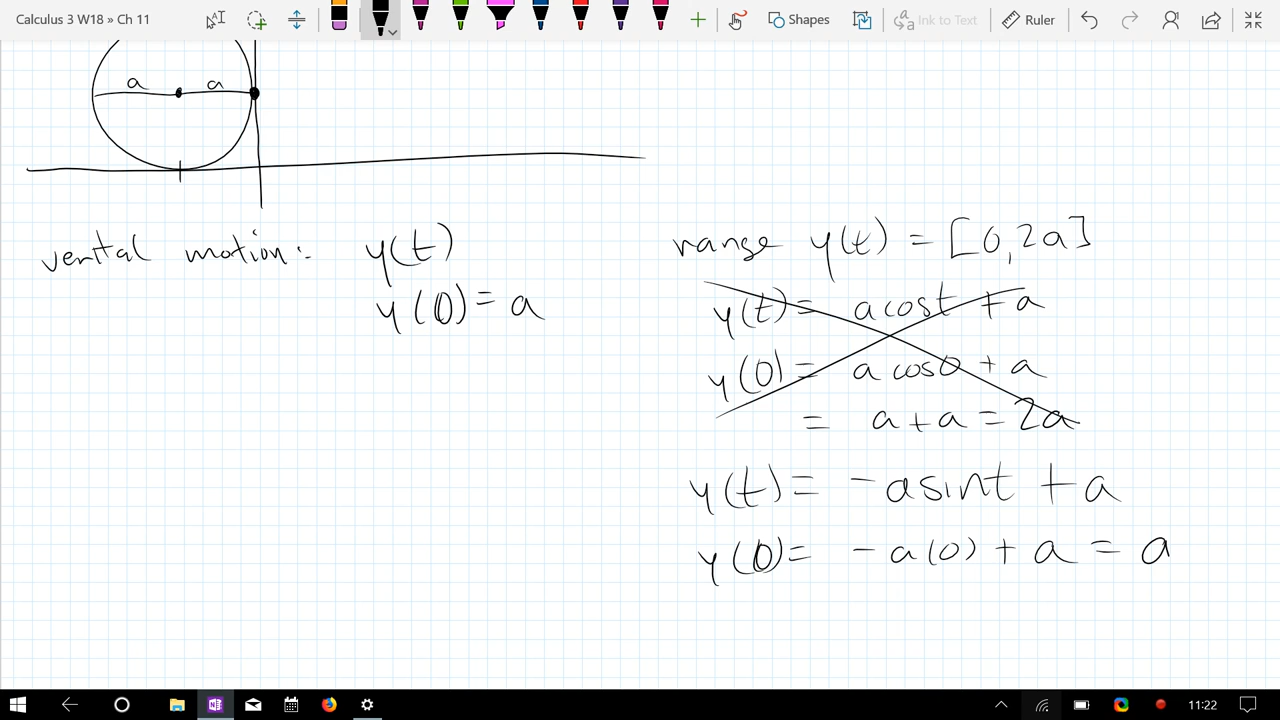 Calculus 3 W18 » Ch 11
Shapes
Ink to Text
Ruler
a a
vertial motion: y(t)
y(0) = a
range y(t) = [0, 2a]
y(t) = a cos t + a
y(0) = a cos 0 + a
= a + a = 2a
y(t) = -a sin t + a
y(0) = -a(0) + a = a
11:22